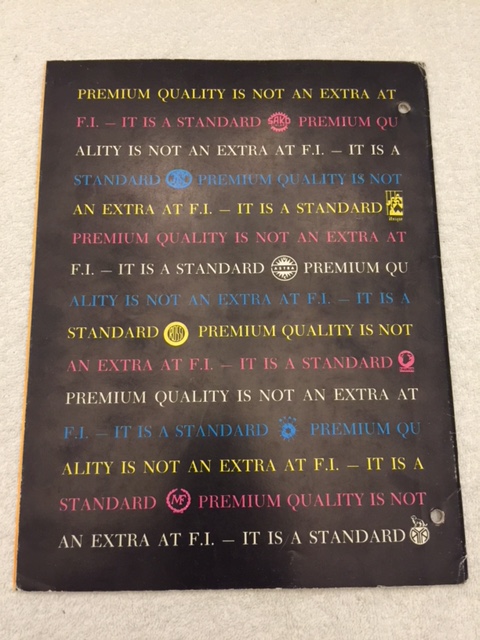 PREMIUM QUALITY IS NOT AN EXTRA AT
F.I. — IT IS A STANDARD SAKO PREMIUM QU
ALITY IS NOT AN EXTRA AT F.I. — IT IS A
STANDARD PREMIUM QUALITY IS NOT
AN EXTRA AT F.I. — IT IS A STANDARD
PREMIUM QUALITY IS NOT AN EXTRA AT
F.I. — IT IS A STANDARD ASTRA PREMIUM QU
ALITY IS NOT AN EXTRA AT F.I. — IT IS A
STANDARD PREMIUM QUALITY IS NOT
AN EXTRA AT F.I. — IT IS A STANDARD
PREMIUM QUALITY IS NOT AN EXTRA AT
F.I. — IT IS A STANDARD PREMIUM QU
ALITY IS NOT AN EXTRA AT F.I. — IT IS A
STANDARD MF PREMIUM QUALITY IS NOT
AN EXTRA AT F.I. — IT IS A STANDARD